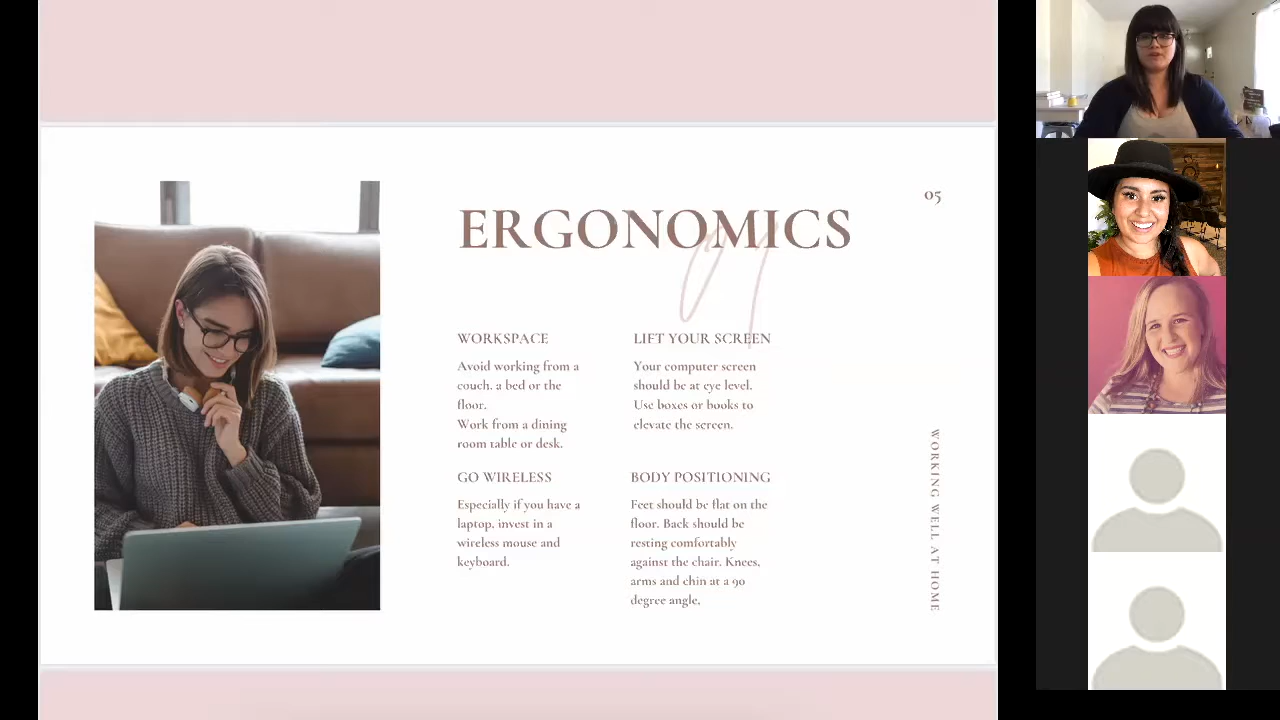 05
ERGONOMICS
WORKSPACE
Avoid working from a
couch, a bed or the
floor.
Work from a dining
room table or desk.
LIFT YOUR SCREEN
Your computer screen
should be at eye level.
Use boxes or books to
elevate the screen.
GO WIRELESS
Especially if you have a
laptop, invest in a
wireless mouse and
keyboard.
BODY POSITIONING
Feet should be flat on the
floor. Back should be
resting comfortably
against the chair. Knees,
arms and chin at a 90
degree angle.
WORKING WELL AT HOME